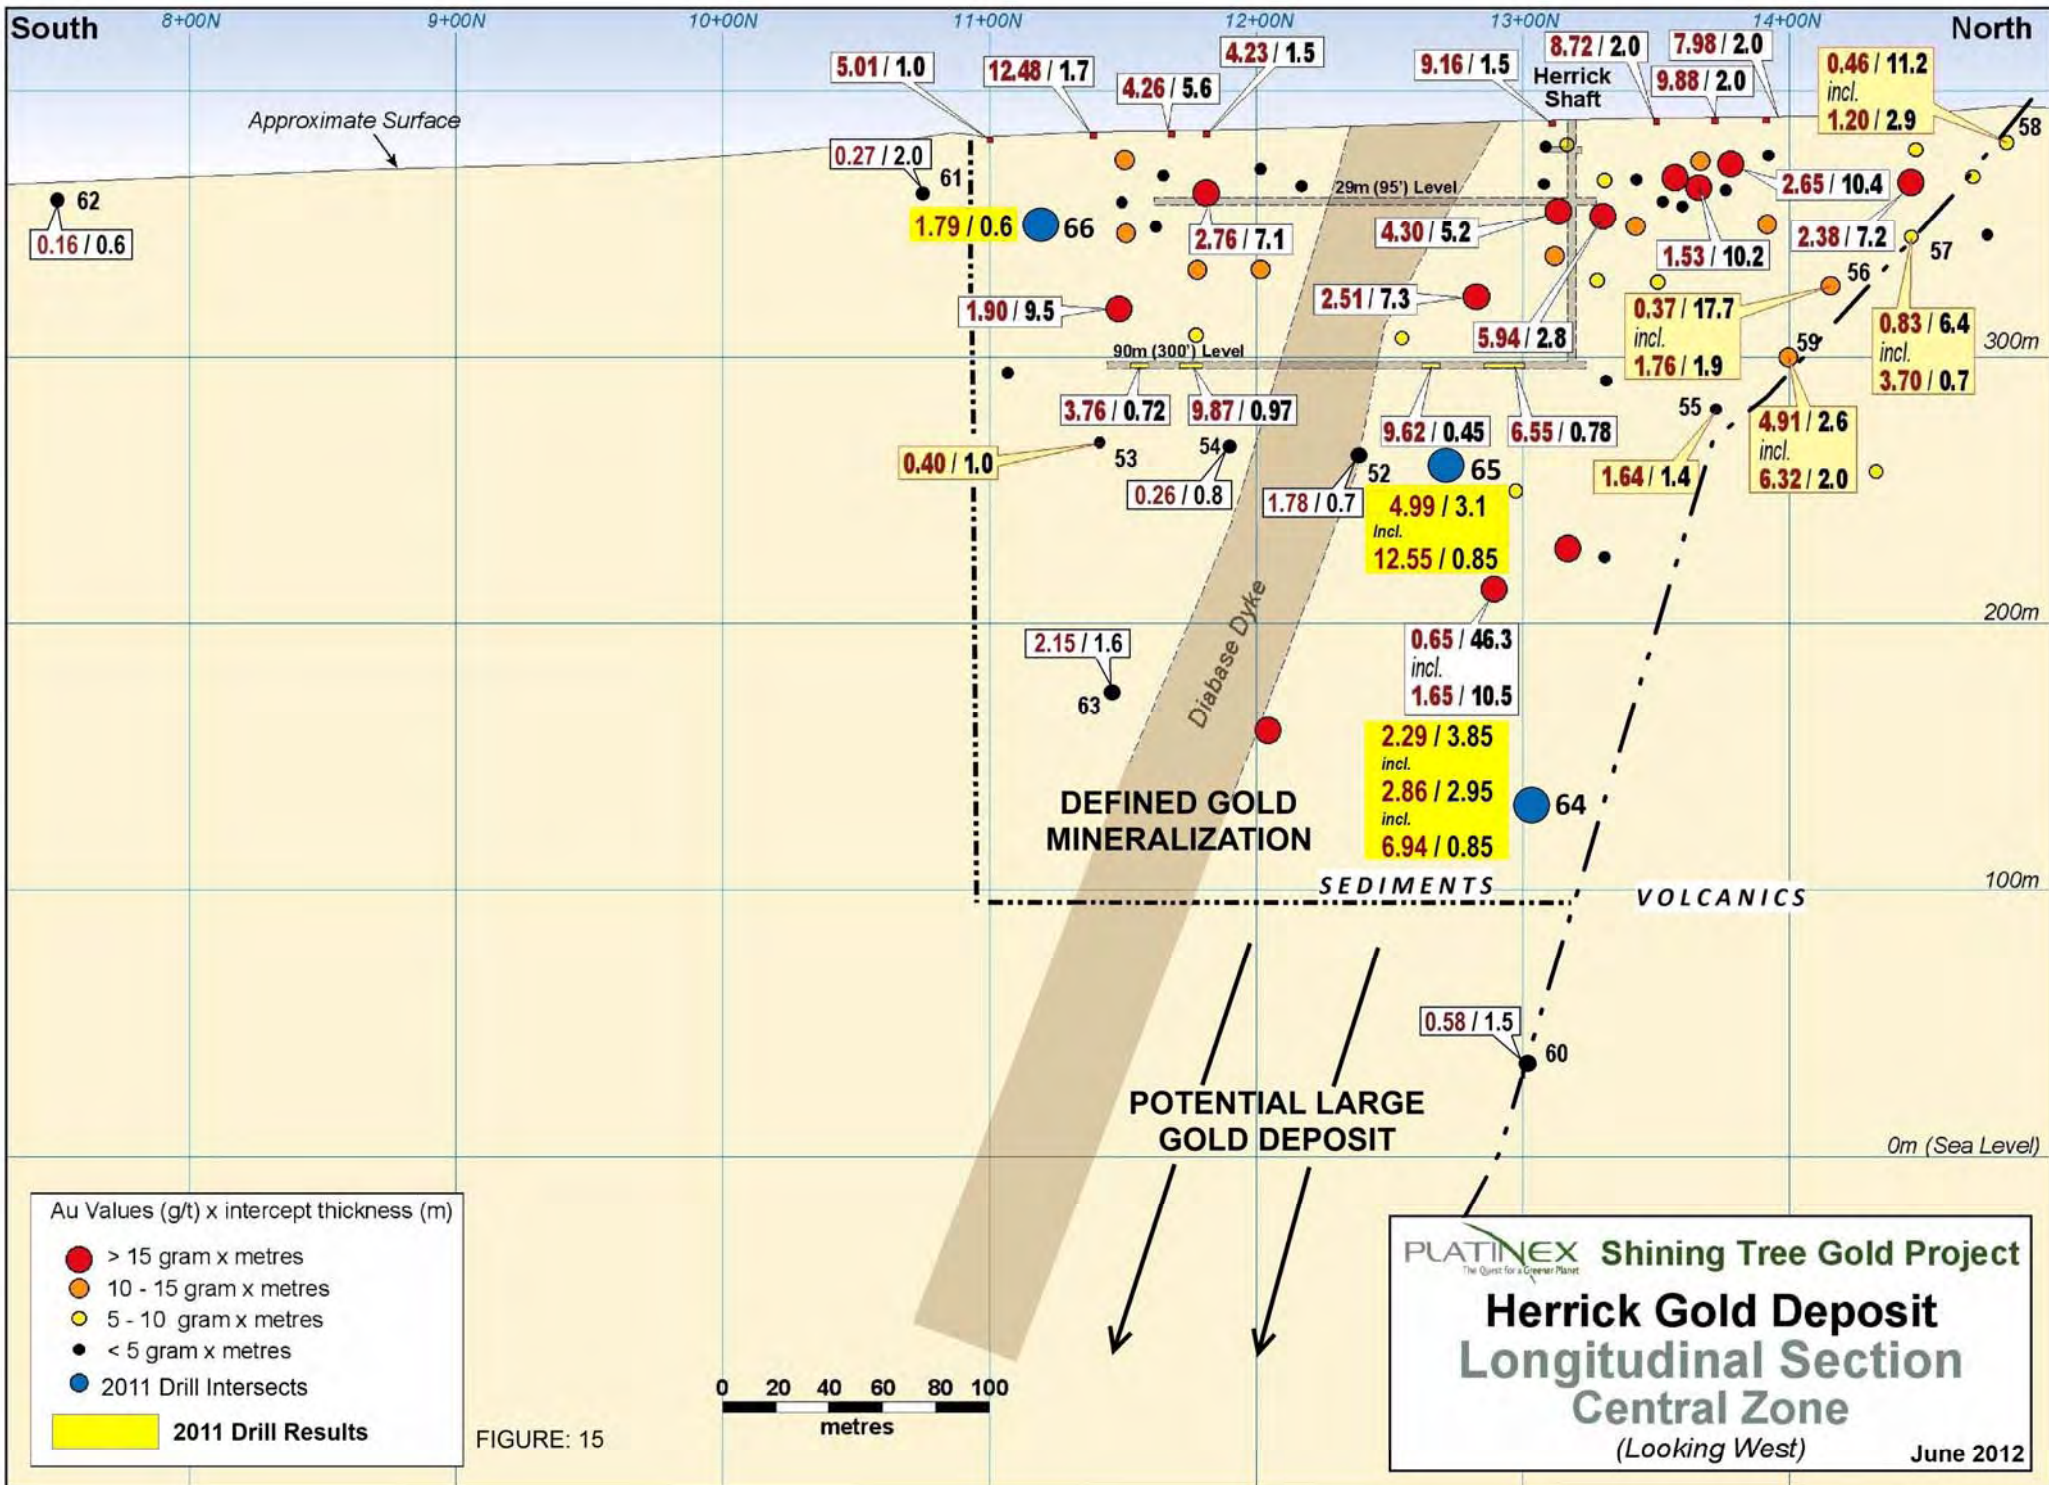 South
8+00N
9+00N
10+00N
11+00N
12+00N
13+00N
14+00N
North
5.01 / 1.0
12.48 / 1.7
4.26 / 5.6
4.23 / 1.5
9.16 / 1.5
8.72 / 2.0
7.98 / 2.0
9.88 / 2.0
Herrick
Shaft
0.46 / 11.2
incl.
1.20 / 2.9
58
Approximate Surface
0.27 / 2.0
61
62
0.16 / 0.6
1.79 / 0.6
66
29m (95') Level
2.76 / 7.1
4.30 / 5.2
2.65 / 10.4
1.53 / 10.2
2.38 / 7.2
57
56
1.90 / 9.5
2.51 / 7.3
5.94 / 2.8
0.37 / 17.7
incl.
1.76 / 1.9
0.83 / 6.4
incl.
3.70 / 0.7
59
300m
90m (300') Level
3.76 / 0.72
9.87 / 0.97
9.62 / 0.45
6.55 / 0.78
55
4.91 / 2.6
incl.
6.32 / 2.0
1.64 / 1.4
0.40 / 1.0
53
54
0.26 / 0.8
52
1.78 / 0.7
65
4.99 / 3.1
Incl.
12.55 / 0.85
Diabase Dyke
200m
0.65 / 46.3
incl.
1.65 / 10.5
2.15 / 1.6
63
2.29 / 3.85
incl.
2.86 / 2.95
incl.
6.94 / 0.85
64
DEFINED GOLD
MINERALIZATION
SEDIMENTS
VOLCANICS
100m
0.58 / 1.5
60
POTENTIAL LARGE
GOLD DEPOSIT
0m (Sea Level)
Au Values (g/t) x intercept thickness (m)
> 15 gram x metres
10 - 15 gram x metres
5 - 10 gram x metres
< 5 gram x metres
2011 Drill Intersects
2011 Drill Results
FIGURE: 15
0 20 40 60 80 100
metres
PLATINEX
The Quest for a Greener Planet
Shining Tree Gold Project
Herrick Gold Deposit
Longitudinal Section
Central Zone
(Looking West)
June 2012